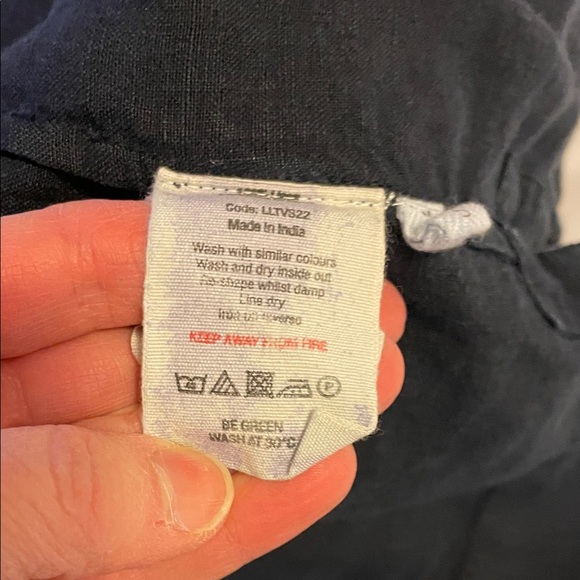 Code: LLTVS22
Made in India
Wash with similar colours
Wash and dry inside out
Re-shape whilst damp
Line dry
Iron on reverse
KEEP AWAY FROM FIRE
P
BE GREEN
WASH AT 30°C